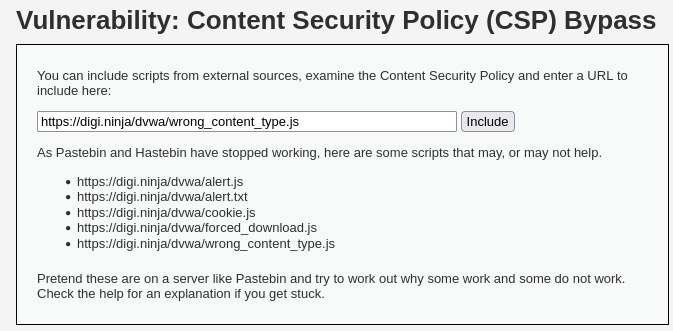 Vulnerability: Content Security Policy (CSP) Bypass
You can include scripts from external sources, examine the Content Security Policy and enter a URL to
include here:
https://digi.ninja/dvwa/wrong_content_type.js Include
As Pastebin and Hastebin have stopped working, here are some scripts that may, or may not help.
• https://digi.ninja/dvwa/alert.js
• https://digi.ninja/dvwa/alert.txt
• https://digi.ninja/dvwa/cookie.js
• https://digi.ninja/dvwa/forced_download.js
• https://digi.ninja/dvwa/wrong_content_type.js
Pretend these are on a server like Pastebin and try to work out why some work and some do not work.
Check the help for an explanation if you get stuck.